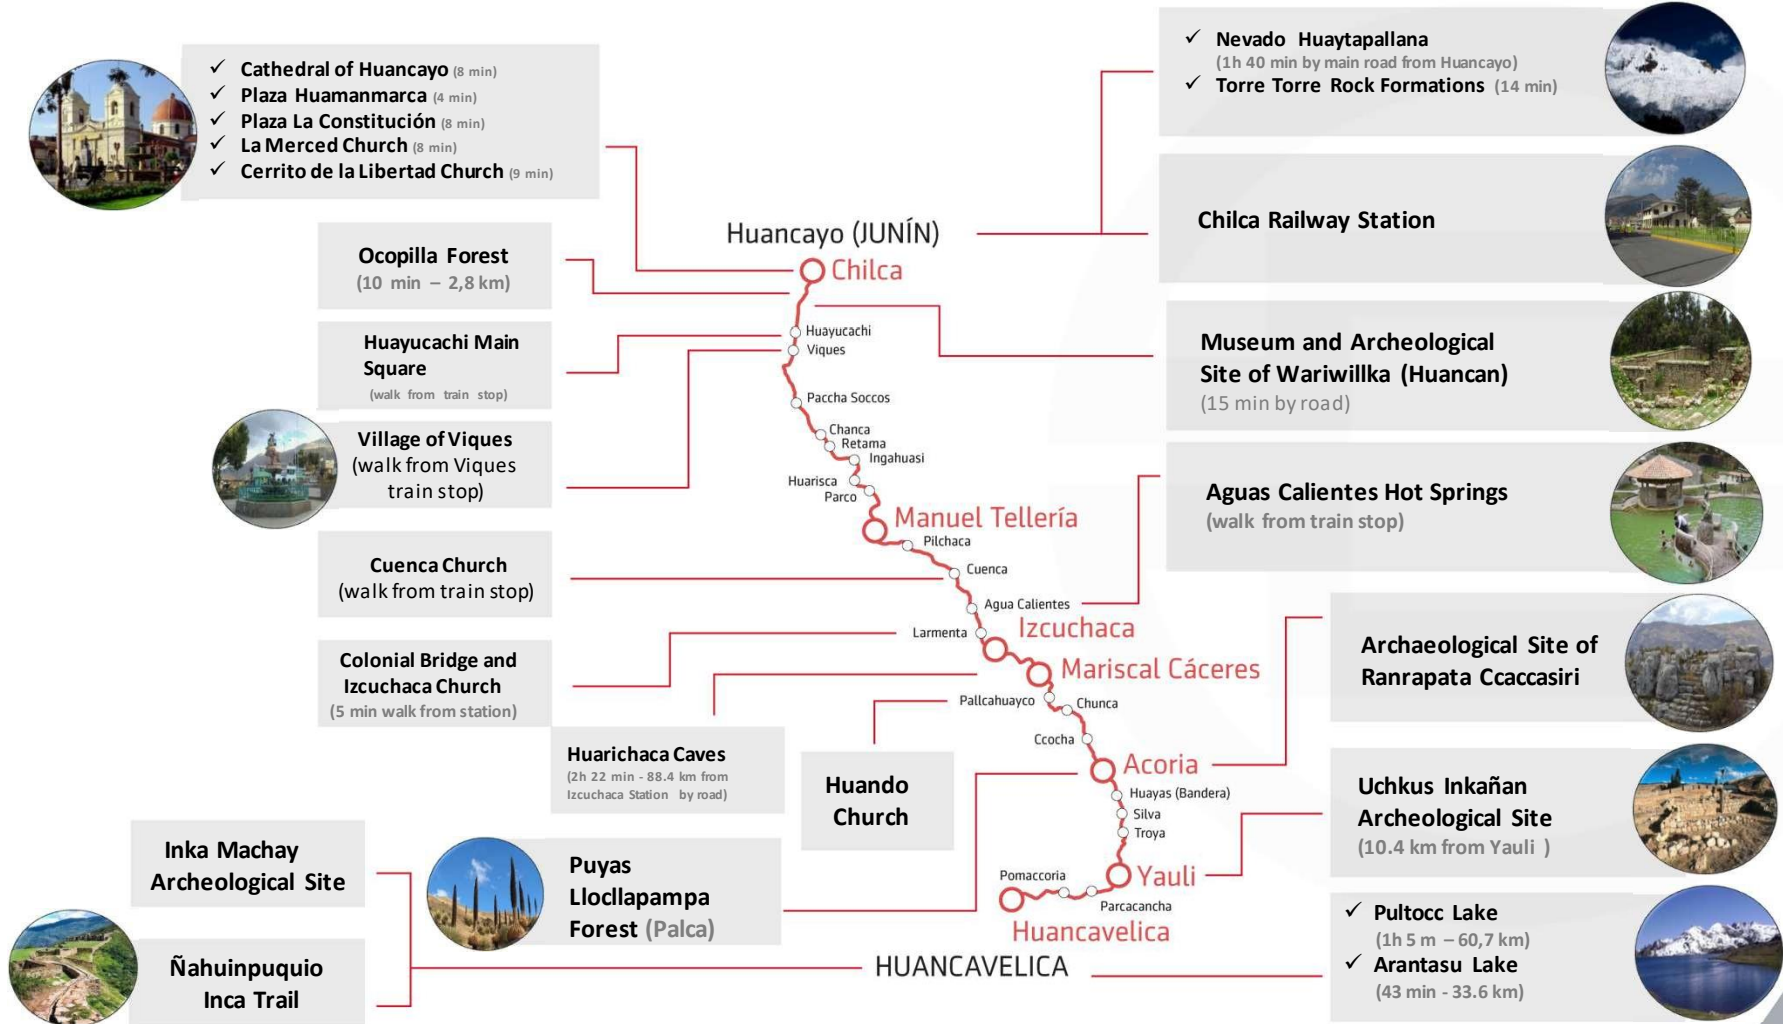 ✓ Cathedral of Huancayo (8 min)
✓ Plaza Huamanmarca (4 min)
✓ Plaza La Constitución (8 min)
✓ La Merced Church (8 min)
✓ Cerrito de la Libertad Church (9 min)
✓ Nevado Huaytapallana
(1h 40 min by main road from Huancayo)
✓ Torre Torre Rock Formations (14 min)
Chilca Railway Station
Huancayo (JUNÍN)
Chilca
Ocopilla Forest
(10 min – 2,8 km)
Huayucachi Main
Square
(walk from train stop)
Village of Viques
(walk from Viques
train stop)
Cuenca Church
(walk from train stop)
Colonial Bridge and
Izcuchaca Church
(5 min walk from station)
Huayucachi
Viques
Paccha Soccos
Chanca
Retama
Ingahuasi
Huarisca
Parco
Manuel Tellería
Pilchaca
Cuenca
Agua Calientes
Larmenta
Izcuchaca
Mariscal Cáceres
Pallcahuayco
Chunca
Ccocha
Acoria
Huayas (Bandera)
Silva
Troya
Yauli
Pomaccoria
Parcacancha
Huancavelica
HUANCAVELICA
Museum and Archeological
Site of Wariwillka (Huancan)
(15 min by road)
Aguas Calientes Hot Springs
(walk from train stop)
Archaeological Site of
Ranrapata Ccaccasiri
Uchkus Inkañan
Archeological Site
(10.4 km from Yauli )
✓ Pultocc Lake
(1h 5 m – 60,7 km)
✓ Arantasu Lake
(43 min - 33.6 km)
Huarichaca Caves
(2h 22 min - 88.4 km from
Izcuchaca Station by road)
Huando
Church
Puyas
Llocllapampa
Forest (Palca)
Inka Machay
Archeological Site
Ñahuinpuquio
Inca Trail